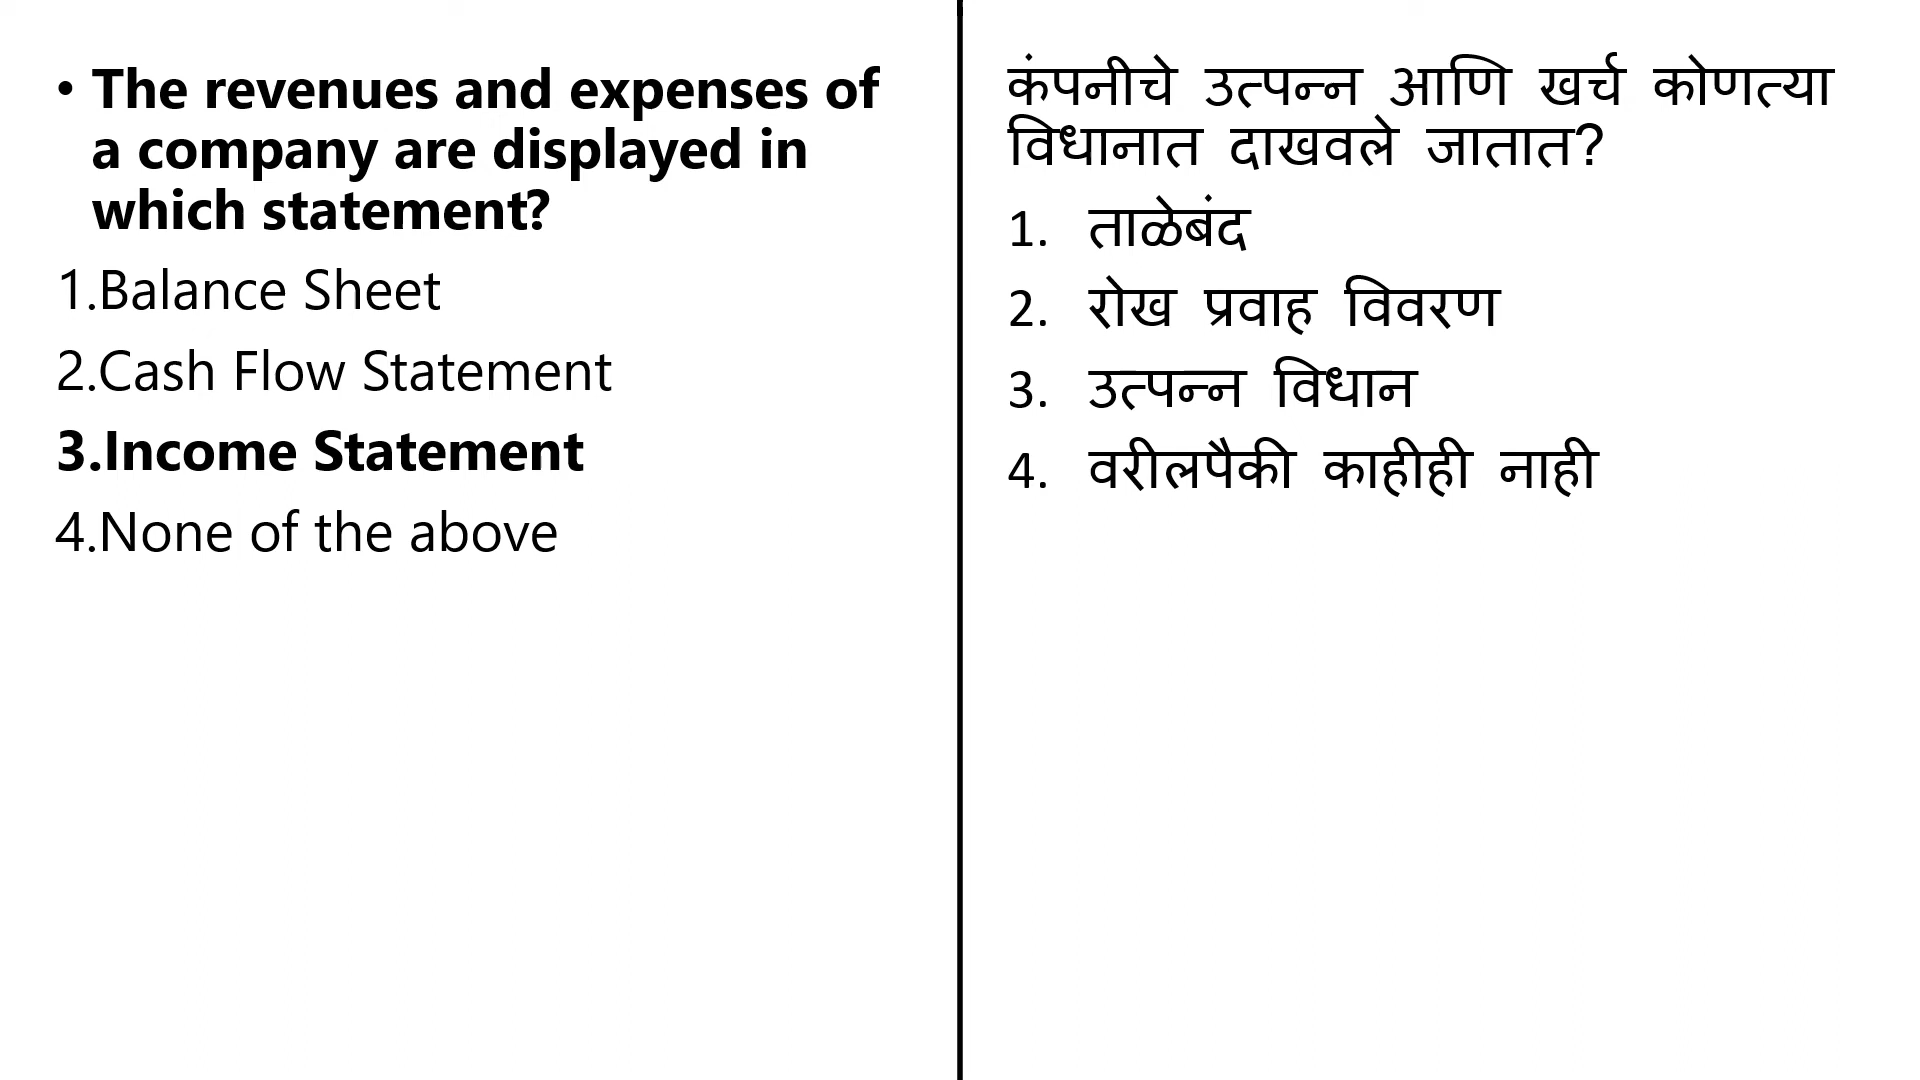 • The revenues and expenses of
a company are displayed in
which statement?
1.Balance Sheet
2.Cash Flow Statement
3.Income Statement
4.None of the above
कंपनीचे उत्पन्न आणि खर्च कोणत्या
विधानात दाखवले जातात?
1. ताळेबंद
2. रोख प्रवाह विवरण
3. उत्पन्न विधान
4. वरीलपैकी काहीही नाही